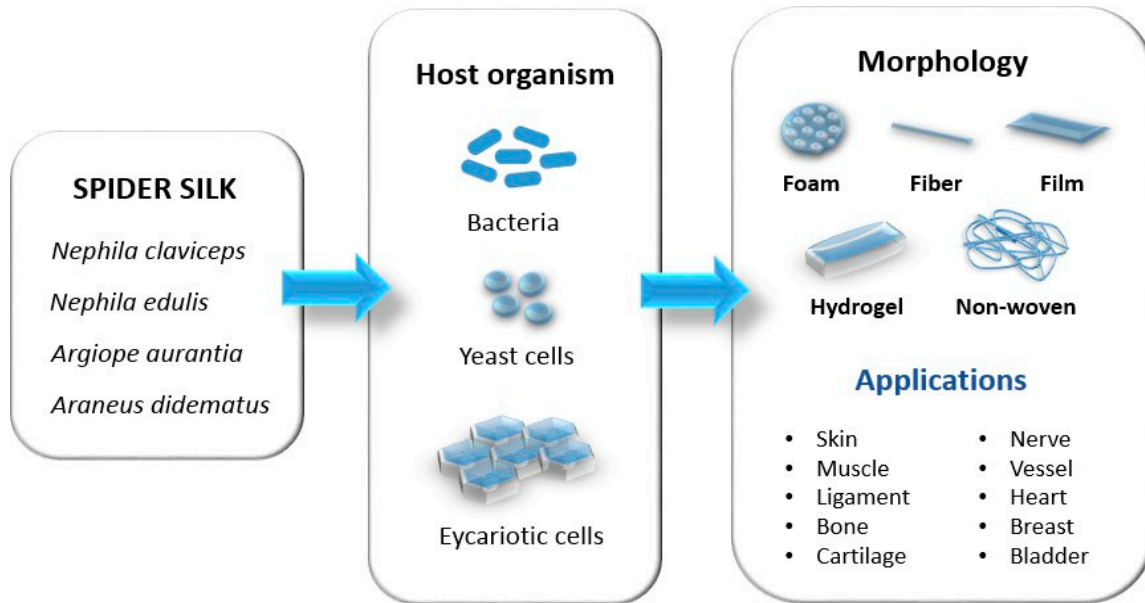 SPIDER SILK
Nephila claviceps
Nephila edulis
Argiope aurantia
Araneus didematus
Host organism
Bacteria
Yeast cells
Eycariotic cells
Morphology
Foam Fiber Film
Hydrogel Non-woven
Applications
• Skin
• Muscle
• Ligament
• Bone
• Cartilage
• Nerve
• Vessel
• Heart
• Breast
• Bladder